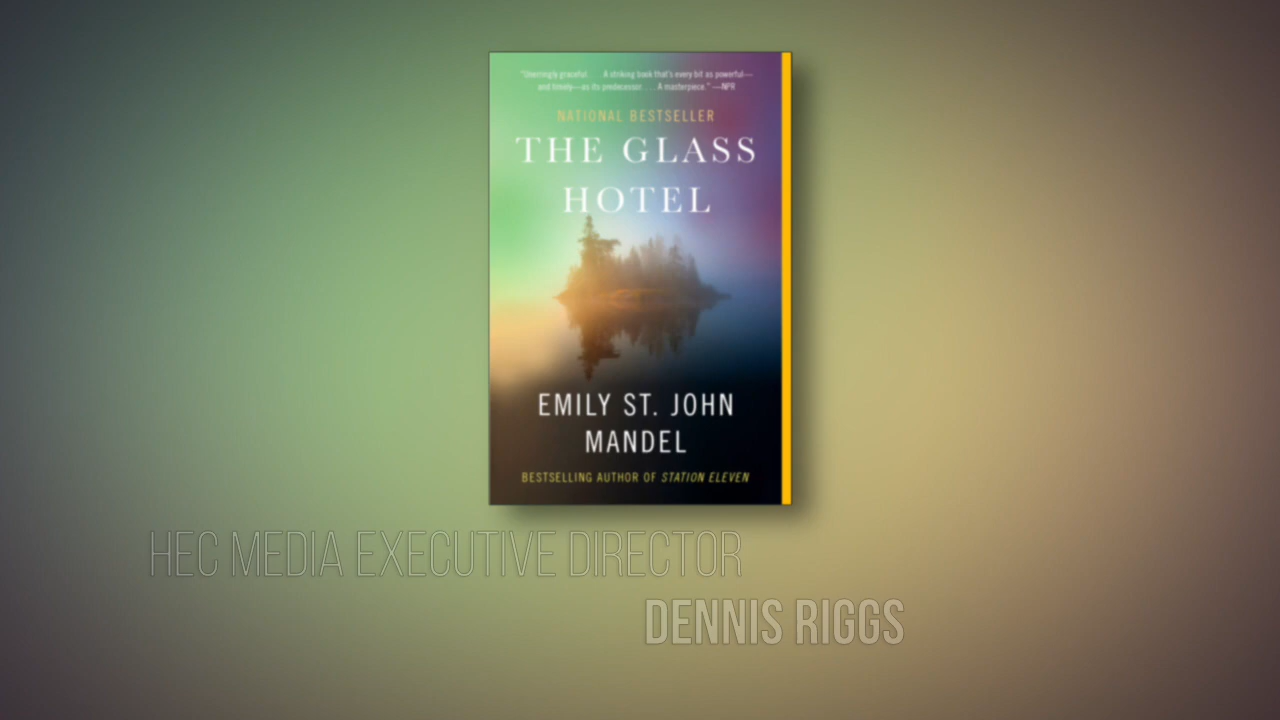 "Unerringly graceful. . . . A striking book that's every bit as powerful—
and timely—as its predecessor. . . . A masterpiece." —NPR
NATIONAL BESTSELLER
THE GLASS
HOTEL
EMILY ST. JOHN
MANDEL
BESTSELLING AUTHOR OF STATION ELEVEN
HEC MEDIA EXECUTIVE DIRECTOR
DENNIS RIGGS